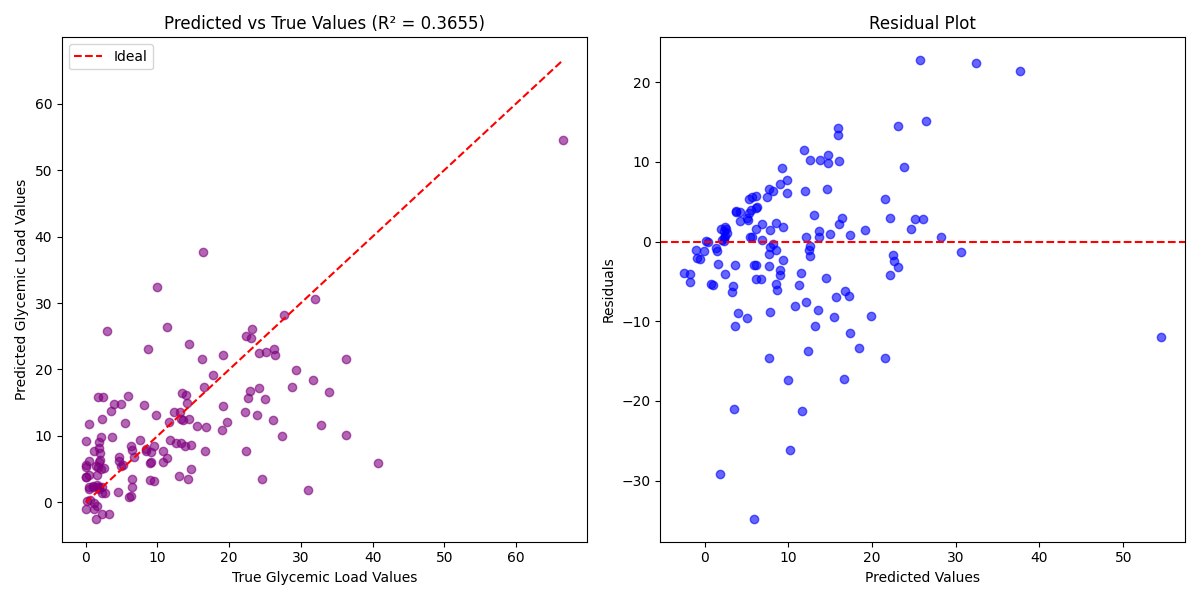 Predicted vs True Values (R² = 0.3655)
Ideal
60
50
40
30
20
10
0
Predicted Glycemic Load Values
0 10 20 30 40 50 60
True Glycemic Load Values
Residual Plot
20
10
0
−10
−20
−30
Residuals
0 10 20 30 40 50
Predicted Values